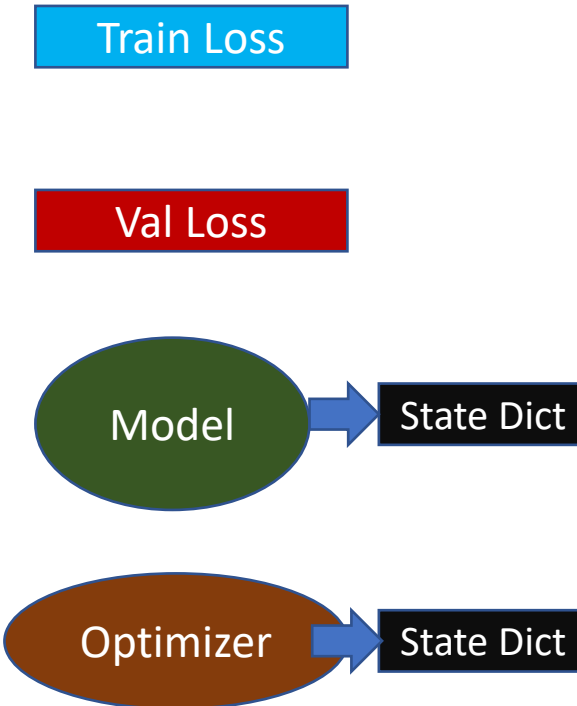 Train Loss
Val Loss
Model
State Dict
Optimizer
State Dict